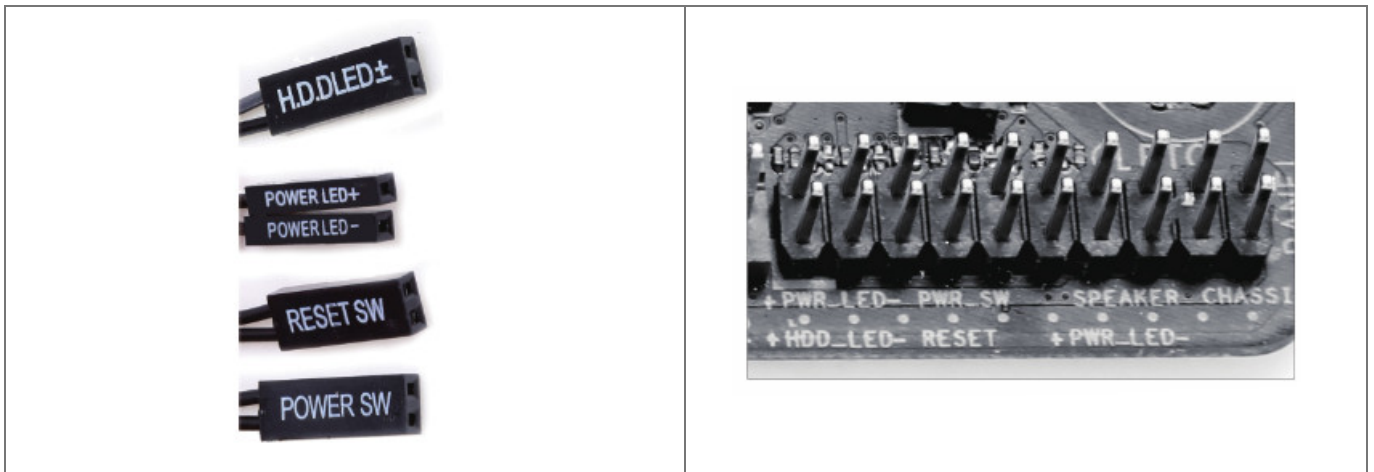 H.D.DLED±
POWER LED+
POWER LED-
RESET SW
POWER SW
+PWR_LED- PWR_SW SPEAKER CHASSI
+HDD_LED- RESET +PWR_LED-